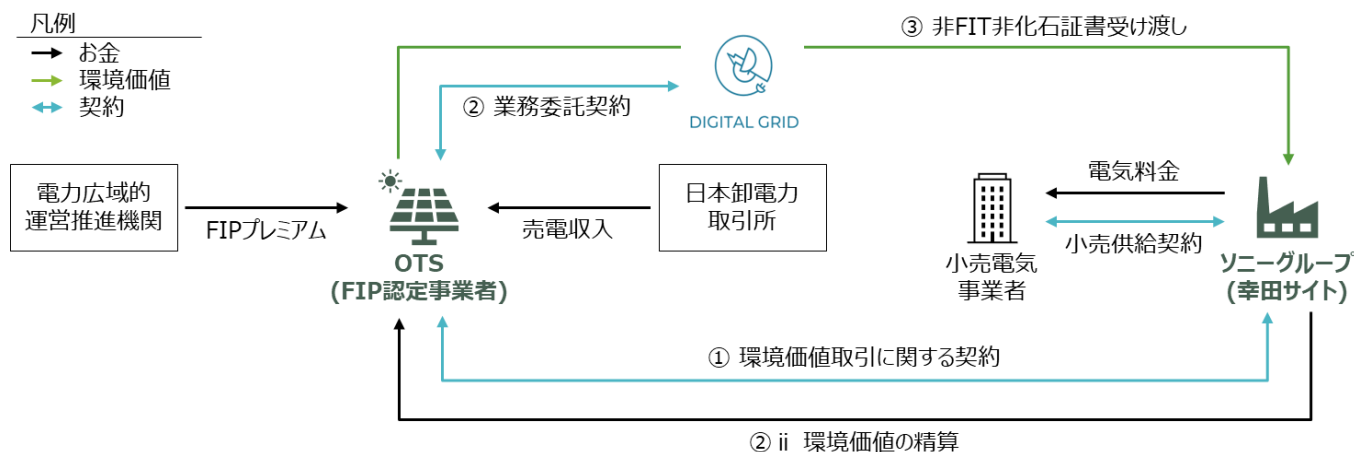 凡例
お金
環境価値
契約
③ 非FIT非化石証書受け渡し
② 業務委託契約
DIGITAL GRID
電力広域的
運営推進機関
FIPプレミアム
OTS
(FIP認定事業者)
売電収入
日本卸電力
取引所
小売電気
事業者
電気料金
小売供給契約
ソニーグループ
(幸田サイト)
① 環境価値取引に関する契約
② ii 環境価値の精算